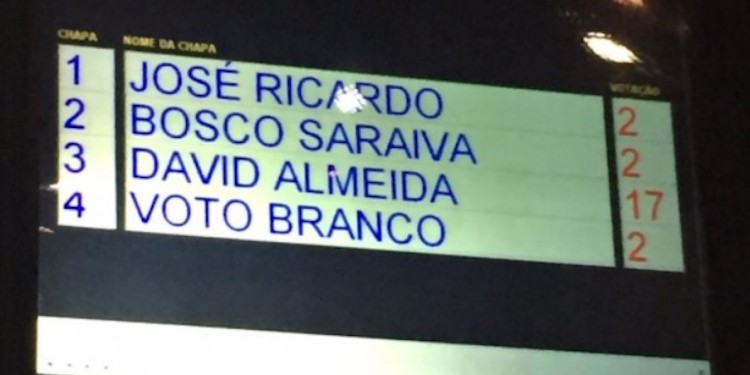 CHAPA NOME DA CHAPA VOTAÇÃO
1 JOSÉ RICARDO 2
2 BOSCO SARAIVA 2
3 DAVID ALMEIDA 17
4 VOTO BRANCO 2